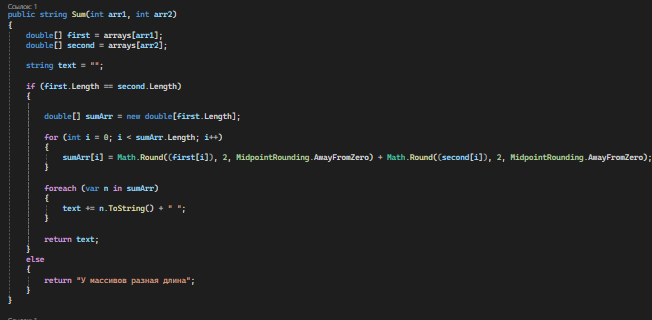 Ссылок: 1
public string Sum(int arr1, int arr2)
{
    double[] first = arrays[arr1];
    double[] second = arrays[arr2];
    string text = "";
    if (first.Length == second.Length)
    {
        double[] sumArr = new double[first.Length];
        for (int i = 0; i < sumArr.Length; i++)
        {
            sumArr[i] = Math.Round((first[i]), 2, MidpointRounding.AwayFromZero) + Math.Round((second[i]), 2, MidpointRounding.AwayFromZero);
        }
        foreach (var n in sumArr)
        {
            text += n.ToString() + " ";
        }
        return text;
    }
    else
    {
        return "У массивов разная длина";
    }
}